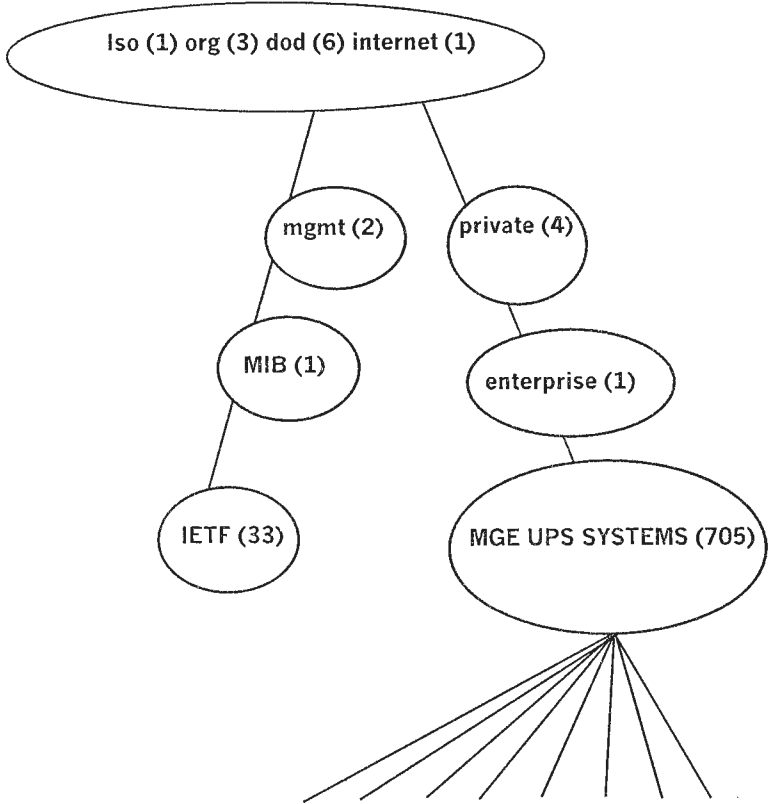 Iso (1) org (3) dod (6) internet (1)
mgmt (2)
private (4)
MIB (1)
enterprise (1)
IETF (33)
MGE UPS SYSTEMS (705)